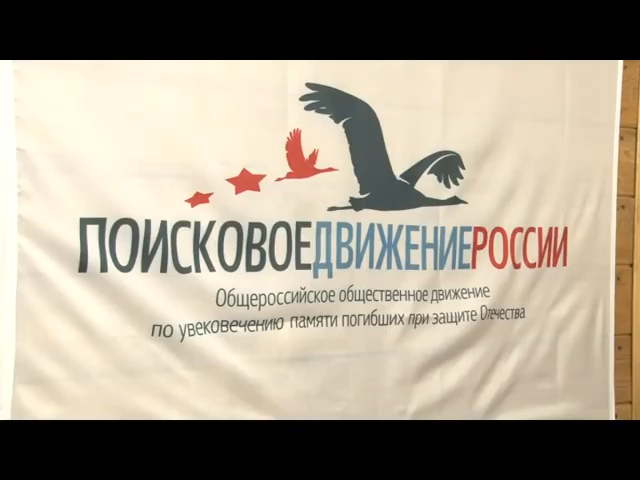 ПОИСКОВОЕДВИЖЕНИЕРОССИИ
Общероссийское общественное движение
по увековечению памяти погибших при защите Отечества